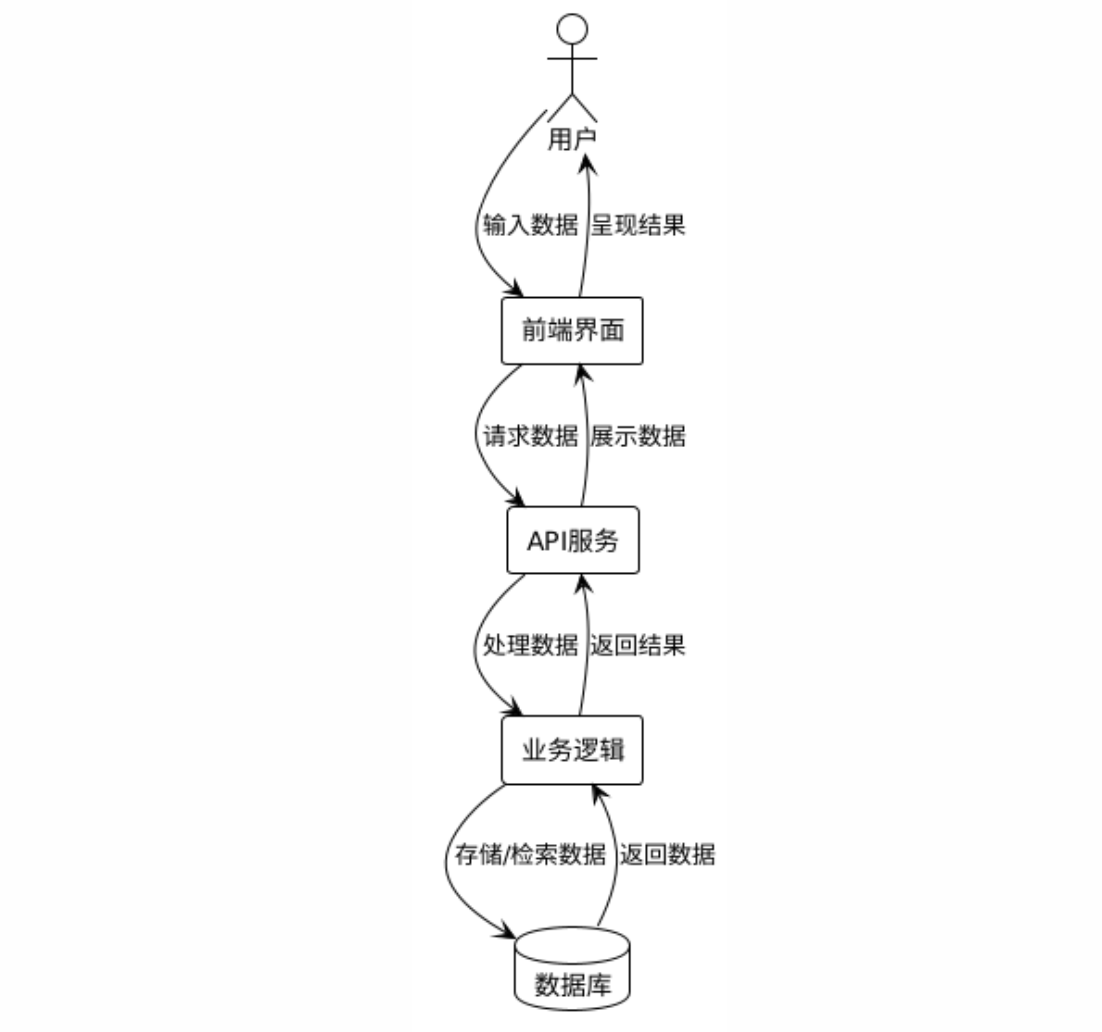 用户
输入数据 呈现结果
前端界面
请求数据 展示数据
API服务
处理数据 返回结果
业务逻辑
存储/检索数据 返回数据
数据库